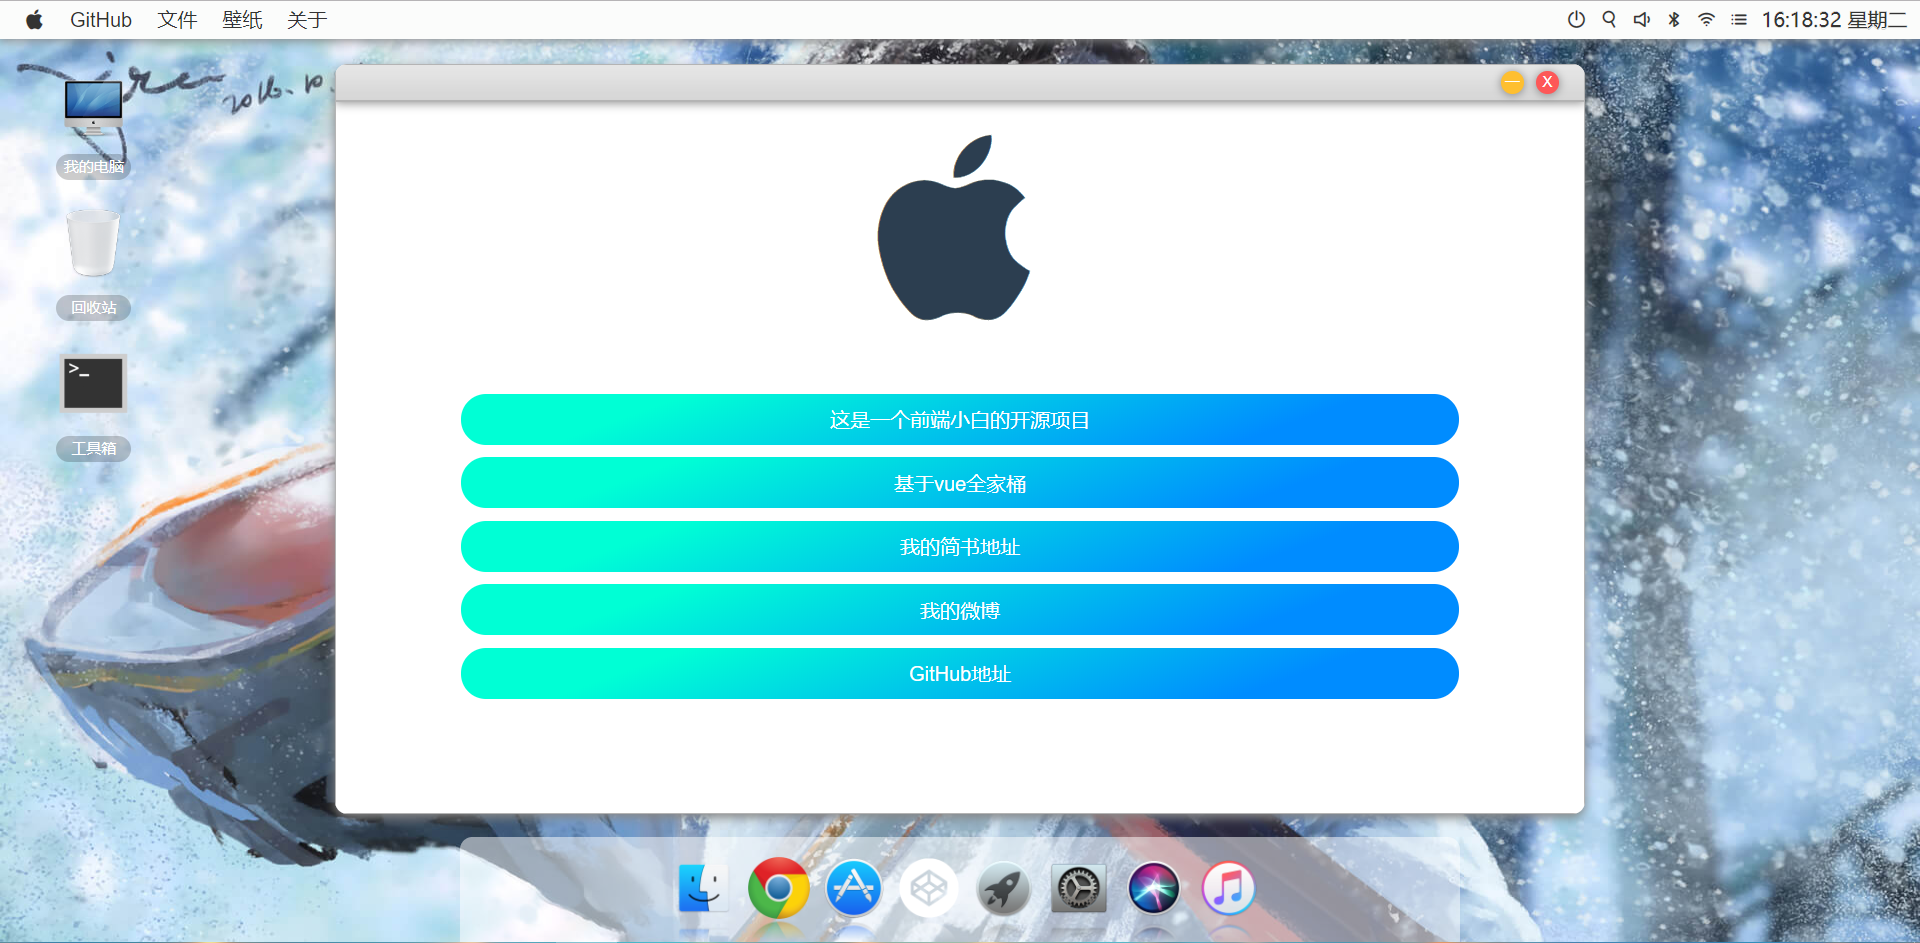 GitHub 文件 壁纸 关于 16:18:32 星期二
2016.10.
我的电脑
回收站
>_
工具箱
X
这是一个前端小白的开源项目
基于vue全家桶
我的简书地址
我的微博
GitHub地址